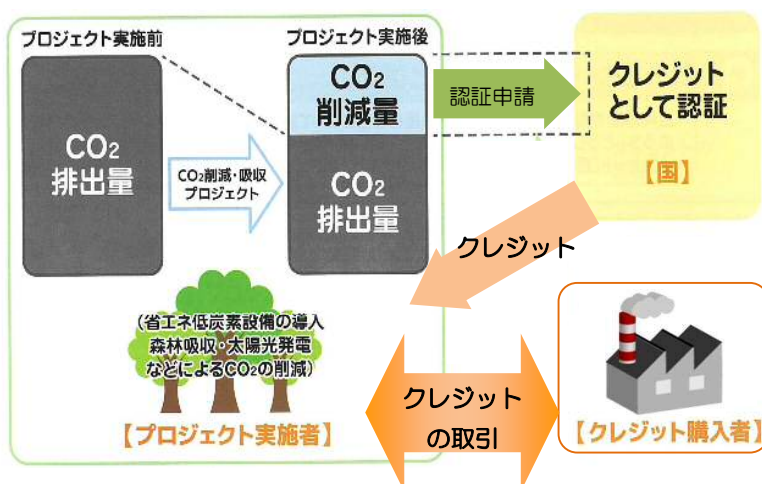 プロジェクト実施前
プロジェクト実施後
CO2
排出量
CO2削減・吸収
プロジェクト
CO2
削減量
CO2
排出量
認証申請
クレジット
として認証
【国】
クレジット
(省エネ低炭素設備の導入
森林吸収・太陽光発電
などによるCO2の削減)
【プロジェクト実施者】
クレジット
の取引
【クレジット購入者】